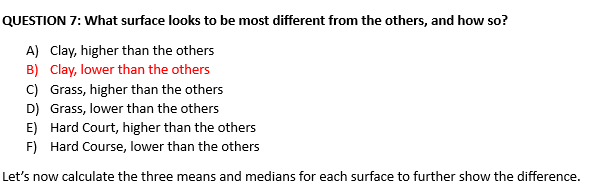 QUESTION 7: What surface looks to be most different from the others, and how so?
A) Clay, higher than the others
B) Clay, lower than the others
C) Grass, higher than the others
D) Grass, lower than the others
E) Hard Court, higher than the others
F) Hard Course, lower than the others
Let's now calculate the three means and medians for each surface to further show the difference.